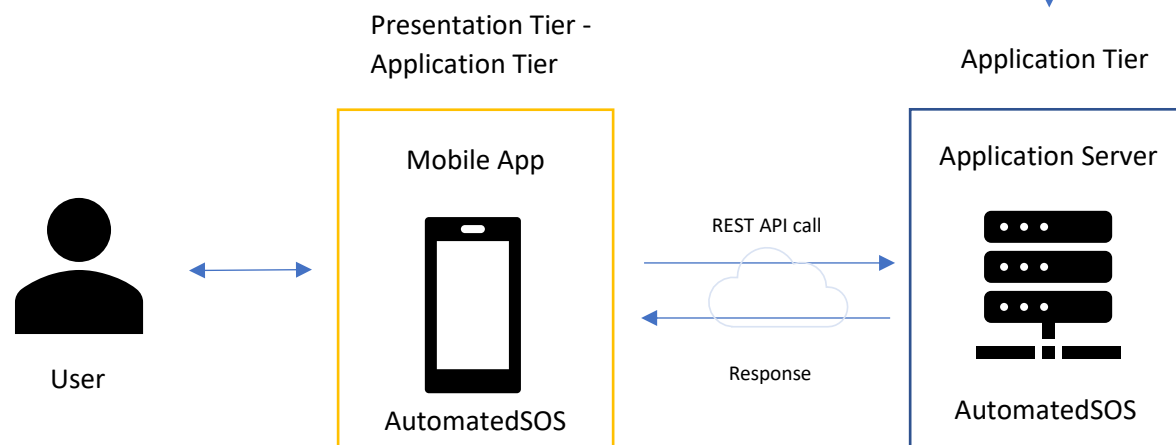 Presentation Tier -
Application Tier
Application Tier
Mobile App
Application Server
REST API call
User
Response
AutomatedSOS
AutomatedSOS